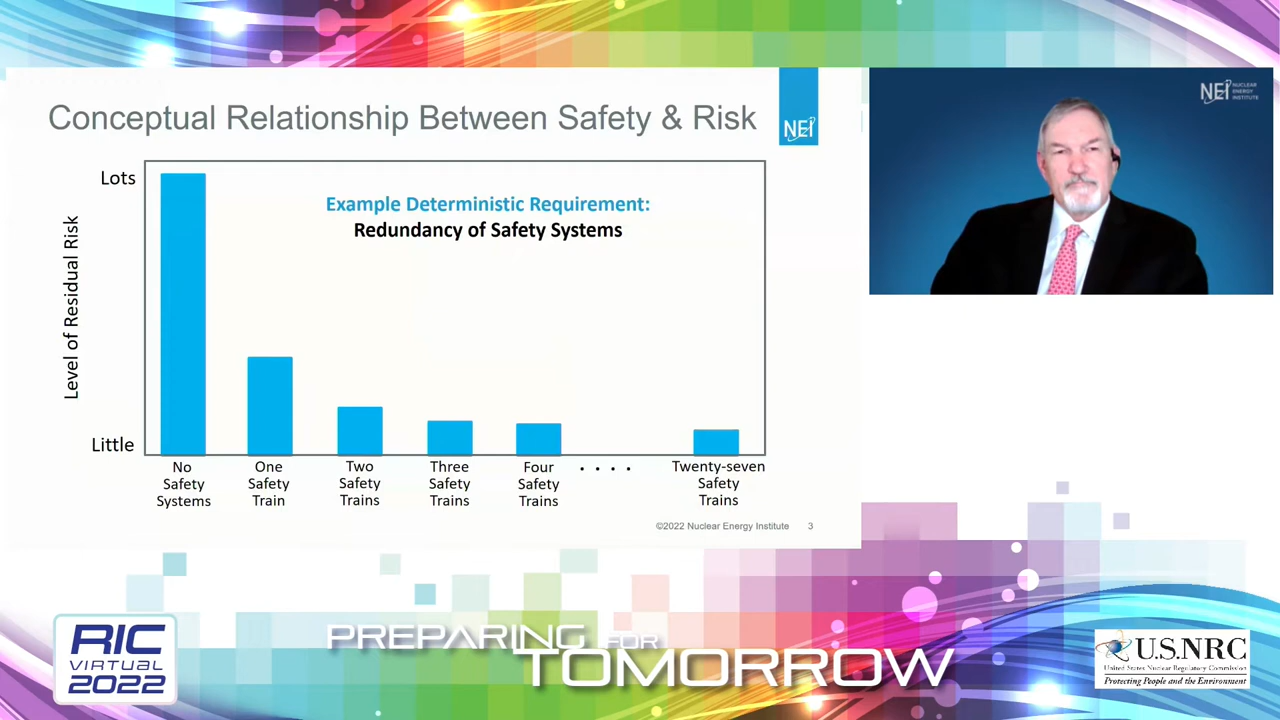 Conceptual Relationship Between Safety & Risk
NEI
Lots
Level of Residual Risk
Little
Example Deterministic Requirement:
Redundancy of Safety Systems
No
Safety
Systems
One
Safety
Train
Two
Safety
Trains
Three
Safety
Trains
Four
Safety
Trains
. . . .
Twenty-seven
Safety
Trains
©2022 Nuclear Energy Institute 3
NEI NUCLEAR
ENERGY
INSTITUTE
RIC
VIRTUAL
2022
PREPARING FOR
TOMORROW
U.S.NRC
United States Nuclear Regulatory Commission
Protecting People and the Environment